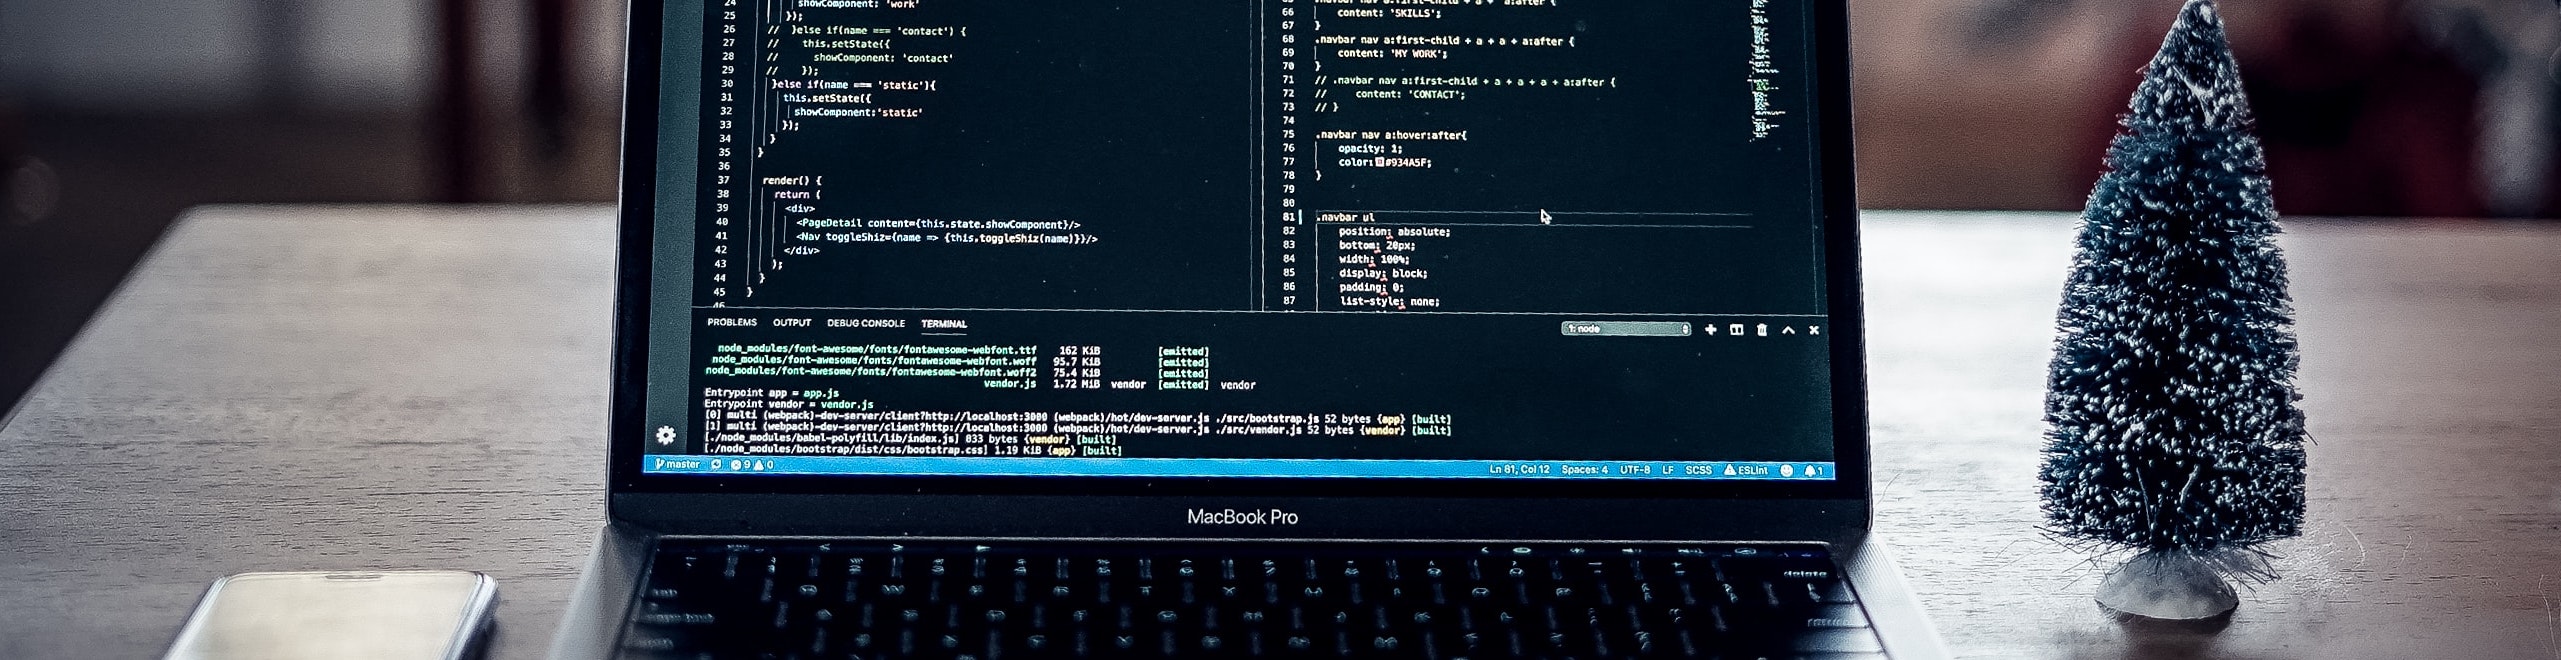 24 showComponent: 'work'
25 });
26 // }else if(name === 'contact') {
27 // this.setState({
28 // showComponent: 'contact'
29 // });
30 }else if(name === 'static'){
31 this.setState({
32 showComponent:'static'
33 });
34 }
35 }
36
37 render() {
38 return (
39 <div>
40 <PageDetail content={this.state.showComponent}/>
41 <Nav toggleShiz={name => {this.toggleShiz(name)}}/>
42 </div>
43 );
44 }
45 }
46
66 content: 'SKILLS';
67 }
68 .navbar nav a:first-child + a + a + a:after {
69 content: 'MY WORK';
70 }
71 // .navbar nav a:first-child + a + a + a + a:after {
72 // content: 'CONTACT';
73 // }
74
75 .navbar nav a:hover:after{
76 opacity: 1;
77 color: #934A5F;
78 }
79
80
81 .navbar ul
82 position: absolute;
83 bottom: 20px;
84 width: 100%;
85 display: block;
86 padding: 0;
87 list-style: none;
PROBLEMS OUTPUT DEBUG CONSOLE TERMINAL 1: node
node_modules/font-awesome/fonts/fontawesome-webfont.ttf 162 KiB [emitted]
node_modules/font-awesome/fonts/fontawesome-webfont.woff 95.7 KiB [emitted]
node_modules/font-awesome/fonts/fontawesome-webfont.woff2 75.4 KiB [emitted]
vendor.js 1.72 MiB vendor [emitted] vendor
Entrypoint app = app.js
Entrypoint vendor = vendor.js
[0] multi (webpack)-dev-server/client?http://localhost:3000 (webpack)/hot/dev-server.js ./src/bootstrap.js 52 bytes {app} [built]
[1] multi (webpack)-dev-server/client?http://localhost:3000 (webpack)/hot/dev-server.js ./src/vendor.js 52 bytes {vendor} [built]
[./node_modules/babel-polyfill/lib/index.js] 833 bytes {vendor} [built]
[./node_modules/bootstrap/dist/css/bootstrap.css] 1.19 KiB {app} [built]
master 9 0 Ln 81, Col 12 Spaces: 4 UTF-8 LF SCSS ESLint 1
MacBook Pro
delete